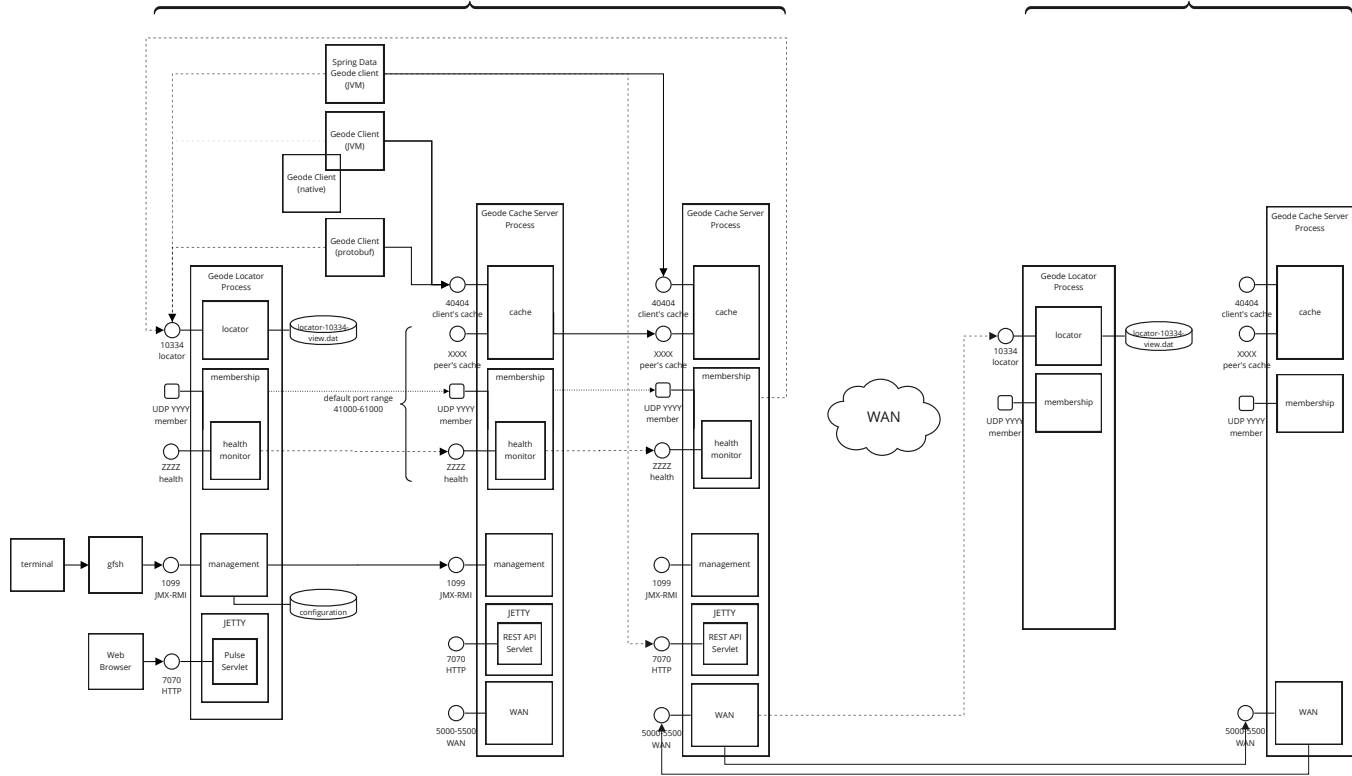 Spring Data
Geode client
(JVM)
Geode Client
(JVM)
Geode Client
(native)
Geode Client
(protobuf)
Geode Locator
Process
locator
10334
locator
locator-10334-
view.dat
membership
UDP YYYY
member
health
monitor
ZZZZ
health
default port range
41000-61000
terminal
gfsh
1099
JMX-RMI
management
configuration
JETTY
Web
Browser
Pulse
Servlet
7070
HTTP
Geode Cache Server
Process
40404
client's cache
cache
XXXX
peer's cache
membership
UDP YYYY
member
health
monitor
ZZZZ
health
management
1099
JMX-RMI
JETTY
REST API
Servlet
7070
HTTP
WAN
5000-5500
WAN
Geode Cache Server
Process
40404
client's cache
cache
XXXX
peer's cache
membership
UDP YYYY
member
health
monitor
ZZZZ
health
management
1099
JMX-RMI
JETTY
REST API
Servlet
7070
HTTP
WAN
5000-5500
WAN
WAN
Geode Locator
Process
locator
10334
locator
locator-10334-
view.dat
membership
UDP YYYY
member
Geode Cache Server
Process
40404
client's cache
cache
XXXX
peer's cache
membership
UDP YYYY
member
WAN
5000-5500
WAN